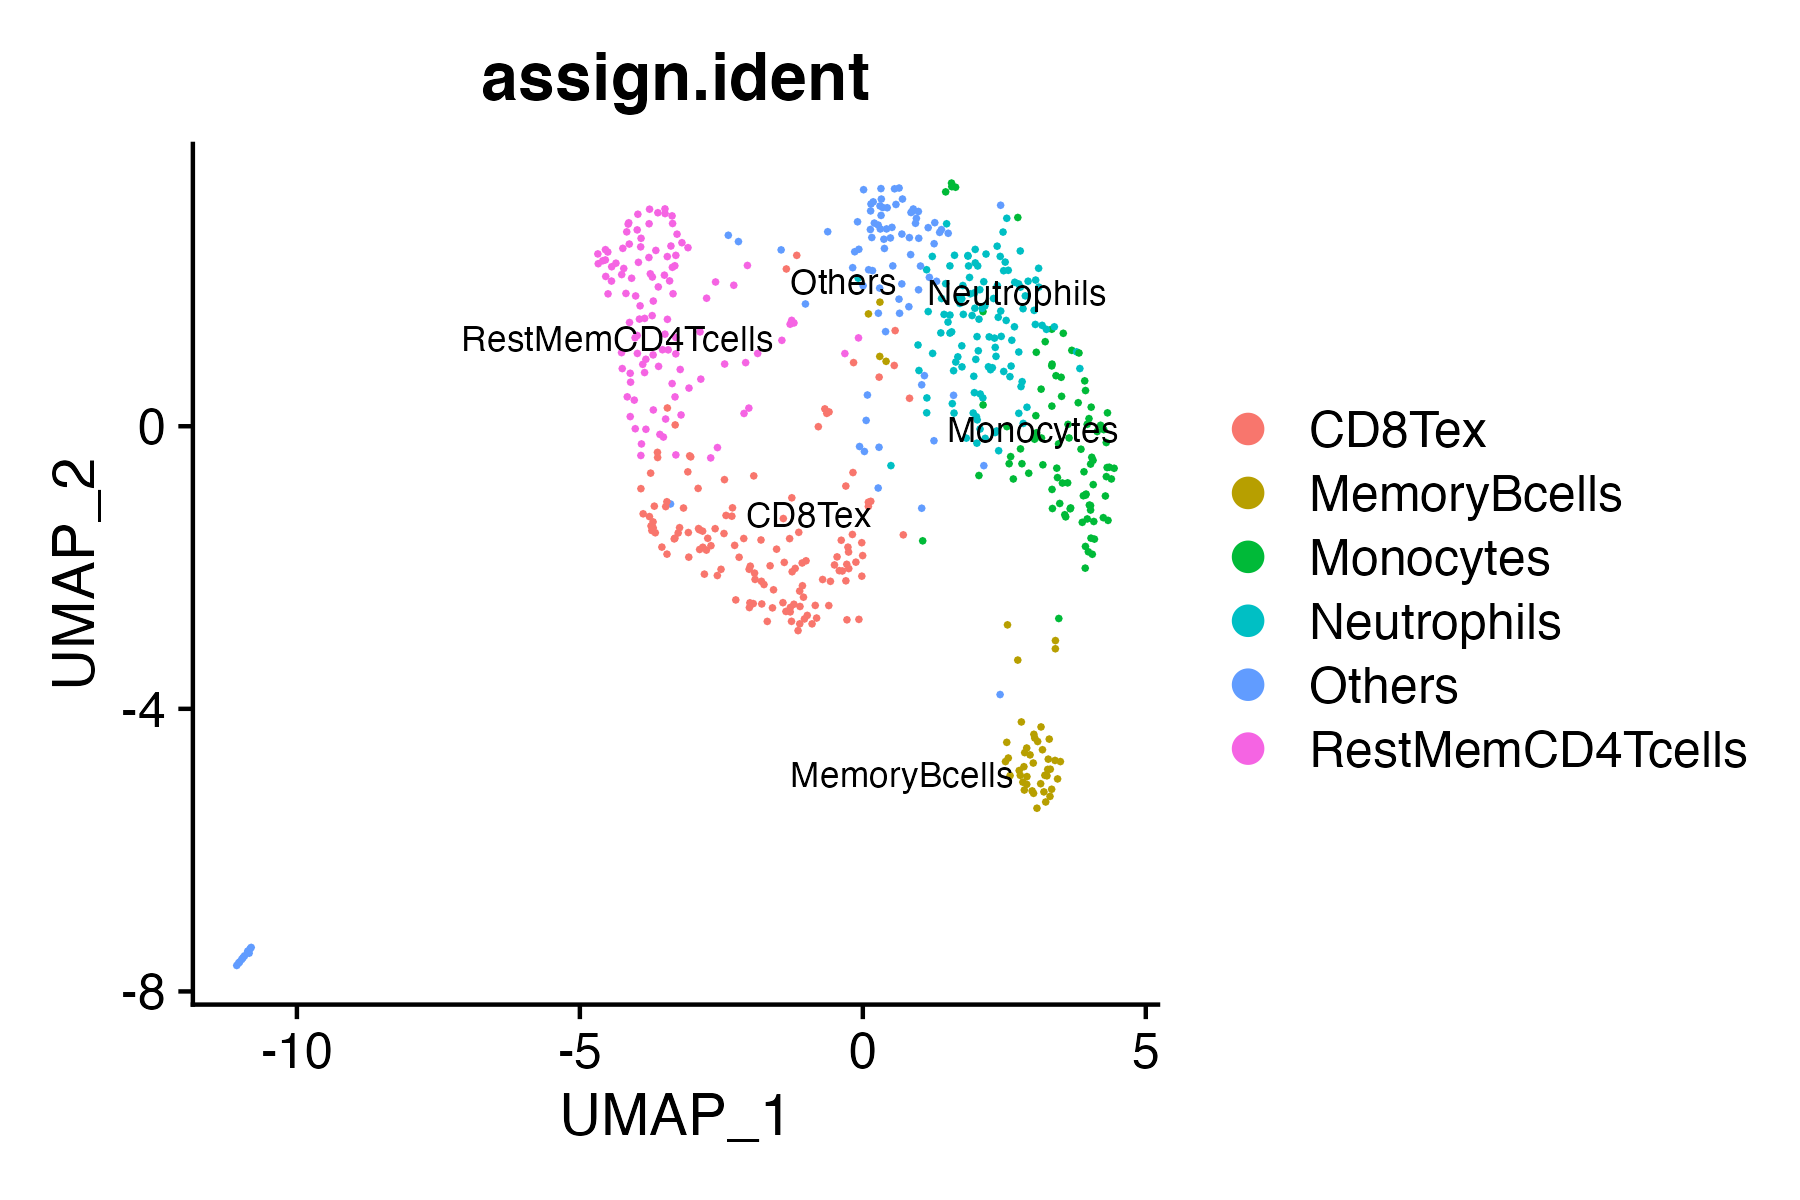 assign.ident
UMAP_2
0
-4
-8
Others
Neutrophils
RestMemCD4Tcells
Monocytes
CD8Tex
MemoryBcells
-10
-5
0
5
UMAP_1
CD8Tex
MemoryBcells
Monocytes
Neutrophils
Others
RestMemCD4Tcells